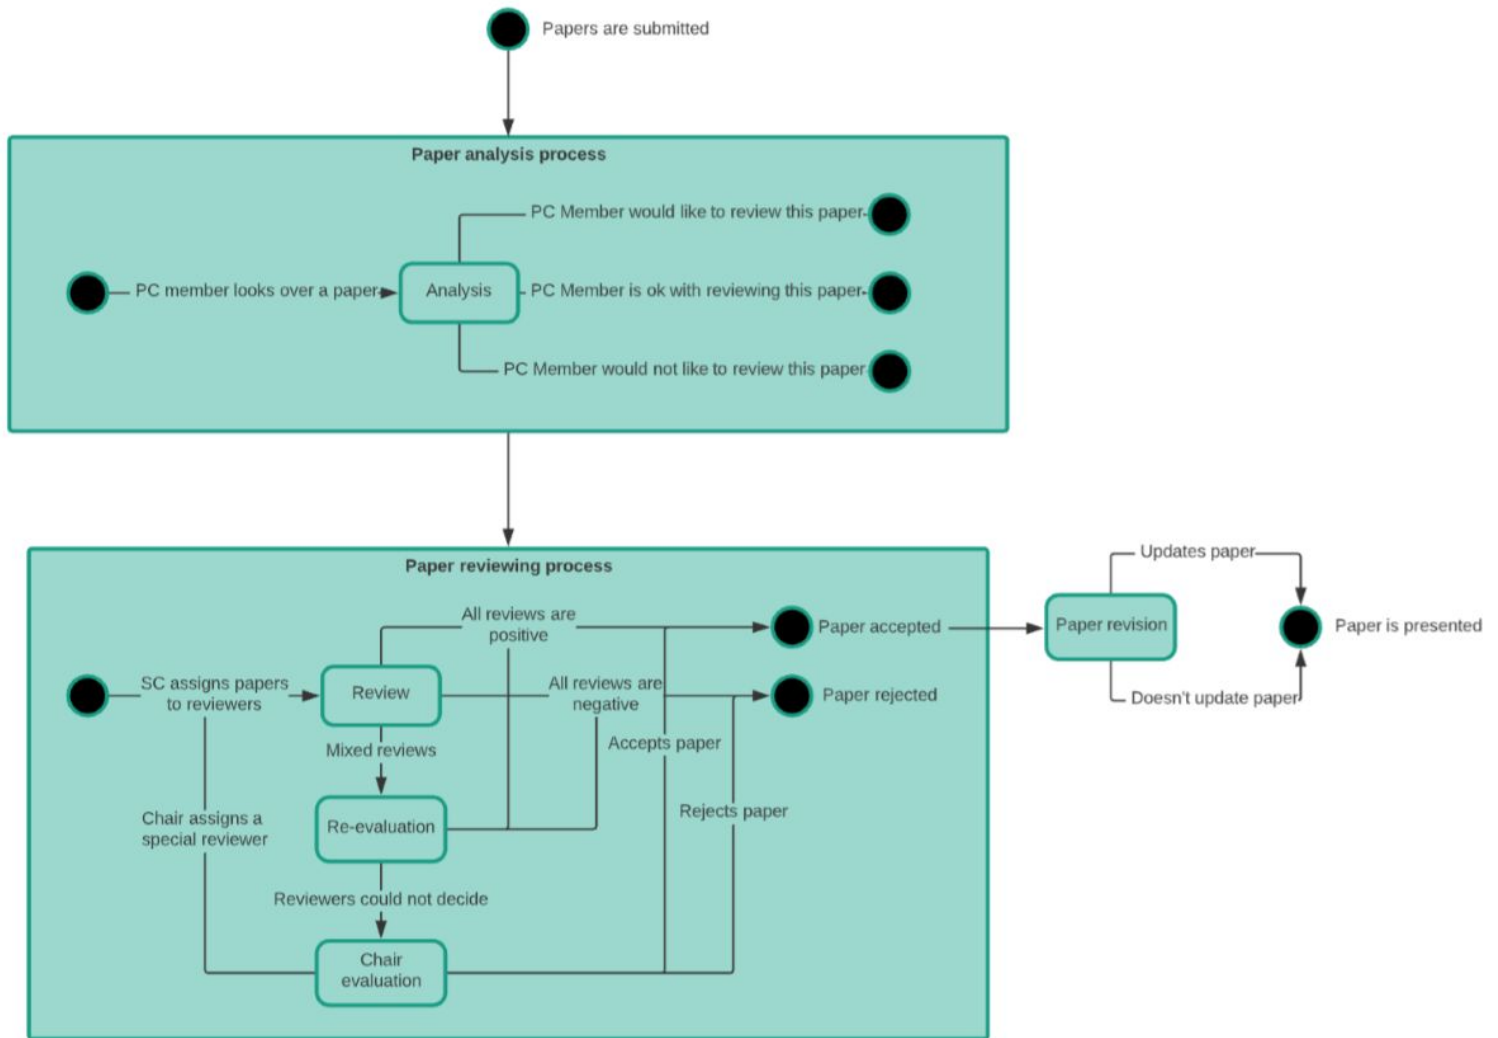 Papers are submitted
Paper analysis process
PC Member would like to review this paper
PC member looks over a paper
Analysis
PC Member is ok with reviewing this paper
PC Member would not like to review this paper
Paper reviewing process
All reviews are
positive
Paper accepted
SC assigns papers
to reviewers
Review
All reviews are
negative
Paper rejected
Mixed reviews
Accepts paper
Chair assigns a
special reviewer
Re-evaluation
Rejects paper
Reviewers could not decide
Chair
evaluation
Updates paper
Paper revision
Paper is presented
Doesn't update paper